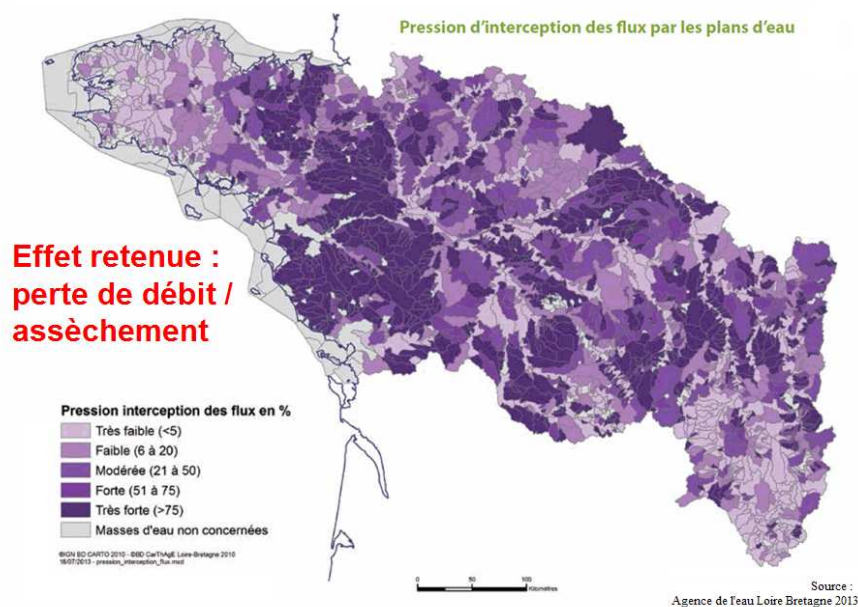 Pression d'interception des flux par les plans d'eau
Effet retenue :
perte de débit /
assèchement
Pression interception des flux en %
Très faible (<5)
Faible (6 à 20)
Modérée (21 à 50)
Forte (51 à 75)
Très forte (>75)
Masses d'eau non concernées
©IGN BD CARTO 2010 - ©BD CarThAgE Loire-Bretagne 2010
18/07/2013 - pression_interception_flux.mxd
0 50 100
Kilomètres
Source :
Agence de l'eau Loire Bretagne 2013